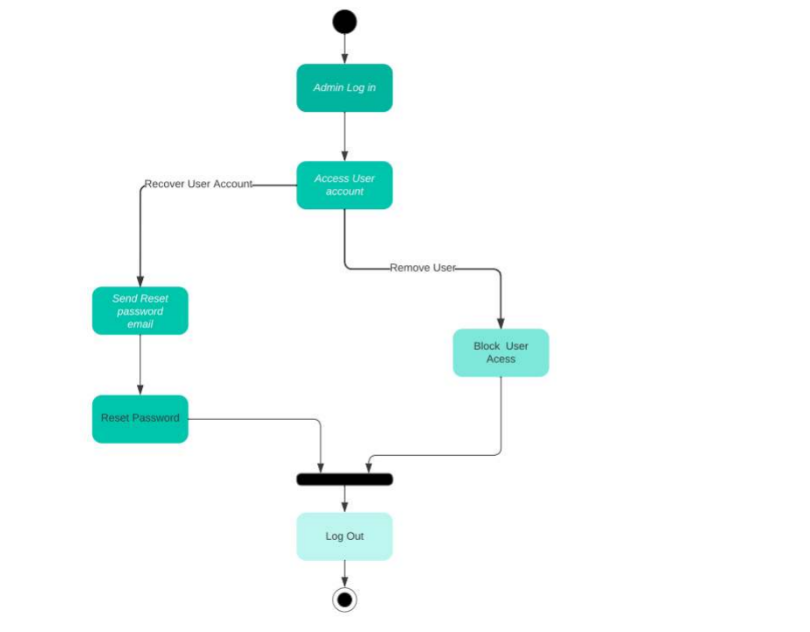 Admin Log in
Access User
account
Recover User Account
Remove User
Send Reset
password
email
Block  User
Acess
Reset Password
Log Out